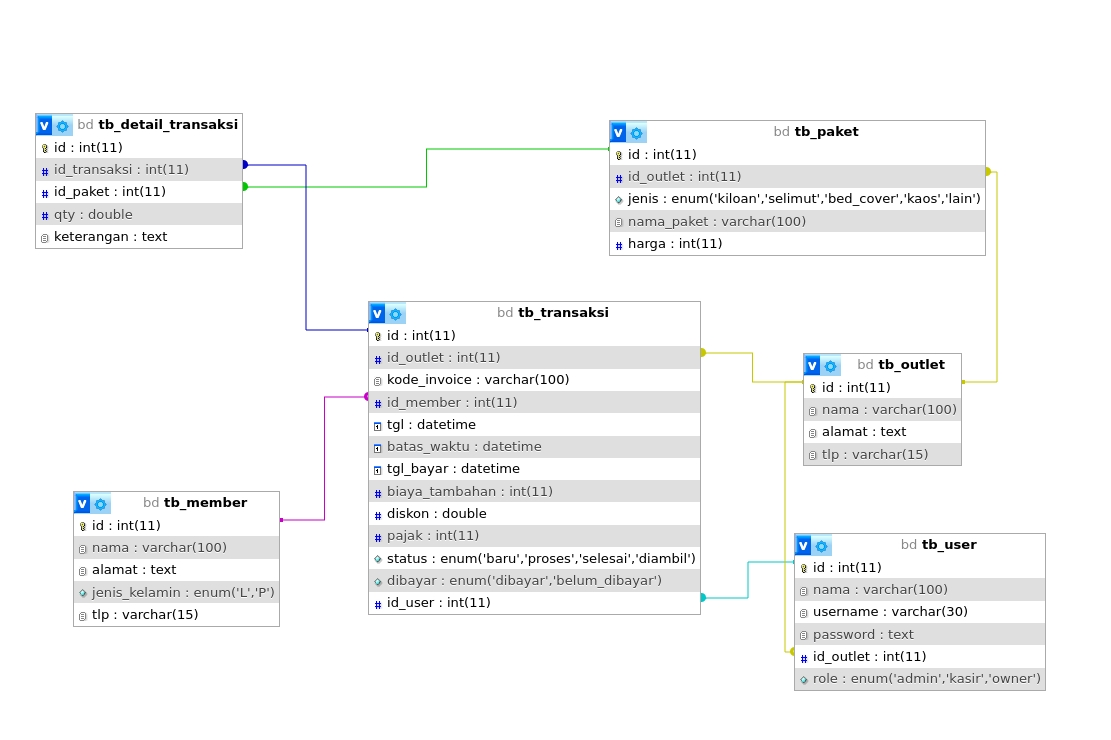 v bd tb_detail_transaksi
id : int(11)
# id_transaksi : int(11)
# id_paket : int(11)
# qty : double
keterangan : text
v bd tb_paket
id : int(11)
# id_outlet : int(11)
jenis : enum('kiloan','selimut','bed_cover','kaos','lain')
nama_paket : varchar(100)
# harga : int(11)
v bd tb_transaksi
id : int(11)
# id_outlet : int(11)
kode_invoice : varchar(100)
# id_member : int(11)
tgl : datetime
batas_waktu : datetime
tgl_bayar : datetime
# biaya_tambahan : int(11)
# diskon : double
# pajak : int(11)
status : enum('baru','proses','selesai','diambil')
dibayar : enum('dibayar','belum_dibayar')
# id_user : int(11)
v bd tb_outlet
id : int(11)
nama : varchar(100)
alamat : text
tlp : varchar(15)
v bd tb_member
id : int(11)
nama : varchar(100)
alamat : text
jenis_kelamin : enum('L','P')
tlp : varchar(15)
v bd tb_user
id : int(11)
nama : varchar(100)
username : varchar(30)
password : text
# id_outlet : int(11)
role : enum('admin','kasir','owner')